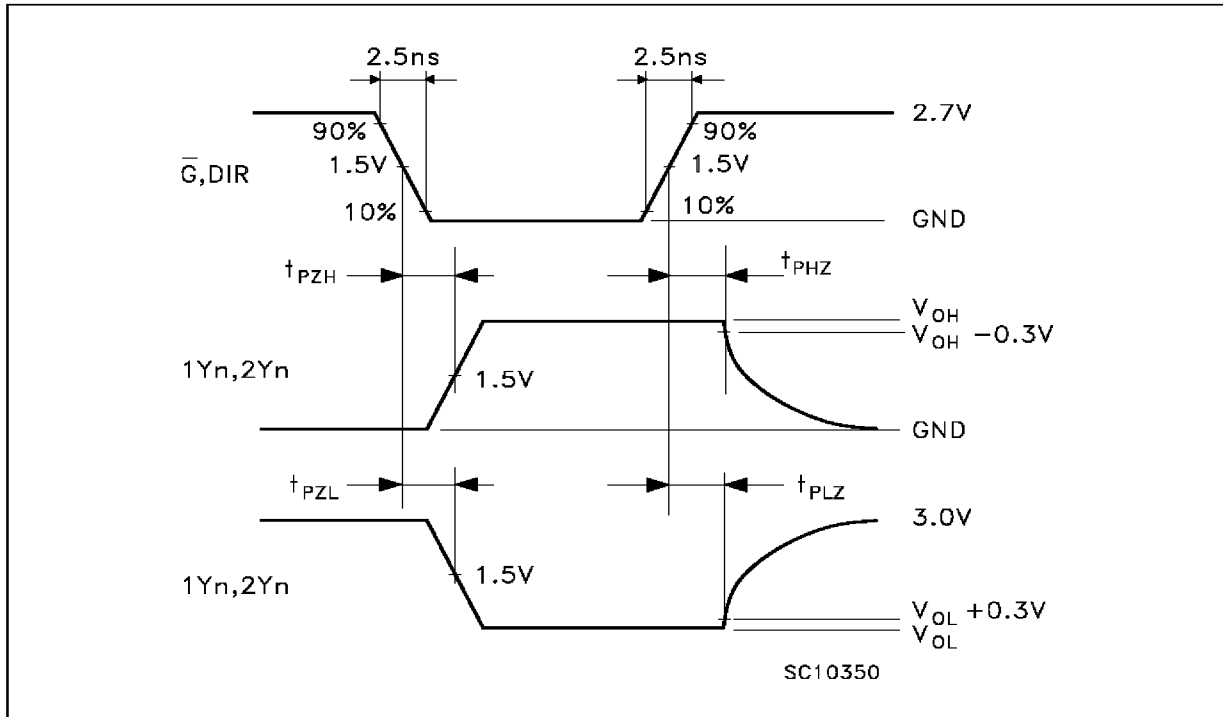 2.5ns 2.5ns
2.7V
90% 90%
1.5V 1.5V
G̅,DIR
10% 10%
GND
tPZH tPHZ
VOH
VOH −0.3V
1Yn,2Yn
1.5V
GND
tPZL tPLZ
3.0V
1Yn,2Yn
1.5V
VOL +0.3V
VOL
SC10350